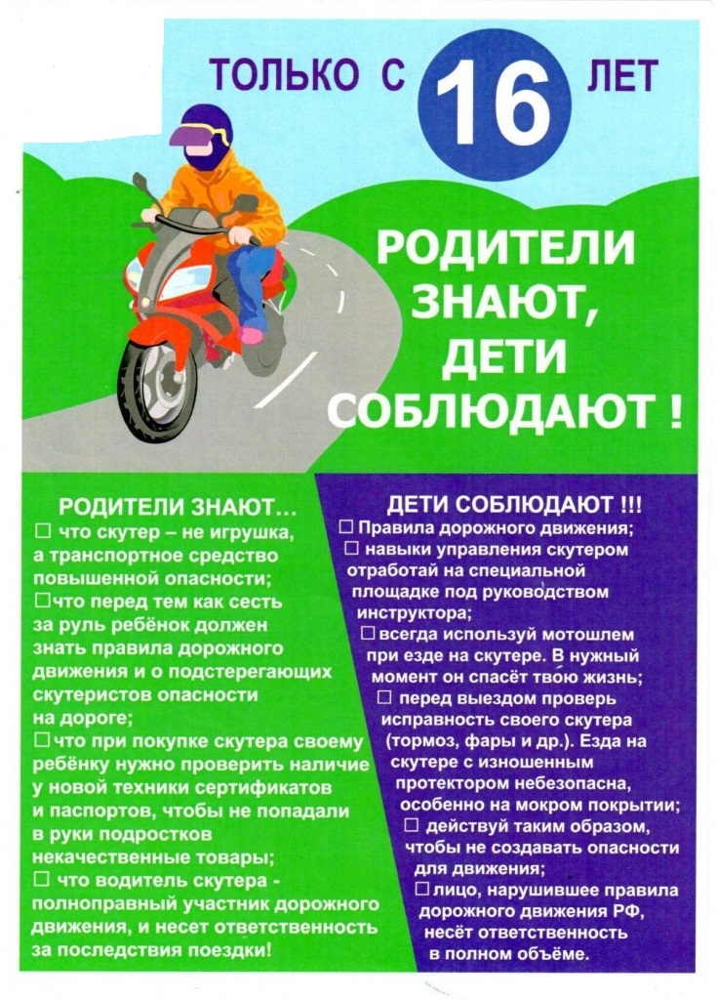 ТОЛЬКО С 16 ЛЕТ
РОДИТЕЛИ
ЗНАЮТ,
ДЕТИ
СОБЛЮДАЮТ !
РОДИТЕЛИ ЗНАЮТ...
☐ что скутер – не игрушка,
а транспортное средство
повышенной опасности;
☐что перед тем как сесть
за руль ребёнок должен
знать правила дорожного
движения и о подстерегающих
скутеристов опасности
на дороге;
☐что при покупке скутера своему
ребёнку нужно проверить наличие
у новой техники сертификатов
и паспортов, чтобы не попадали
в руки подростков
некачественные товары;
☐ что водитель скутера -
полноправный участник дорожного
движения, и несет ответственность
за последствия поездки!
ДЕТИ СОБЛЮДАЮТ !!!
☐ Правила дорожного движения;
☐ навыки управления скутером
отработай на специальной
площадке под руководством
инструктора;
☐всегда используй мотошлем
при езде на скутере. В нужный
момент он спасёт твою жизнь;
☐ перед выездом проверь
исправность своего скутера
(тормоз, фары и др.). Езда на
скутере с изношенным
протектором небезопасна,
особенно на мокром покрытии;
☐ действуй таким образом,
чтобы не создавать опасности
для движения;
☐лицо, нарушившее правила
дорожного движения РФ,
несёт ответственность
в полном объёме.